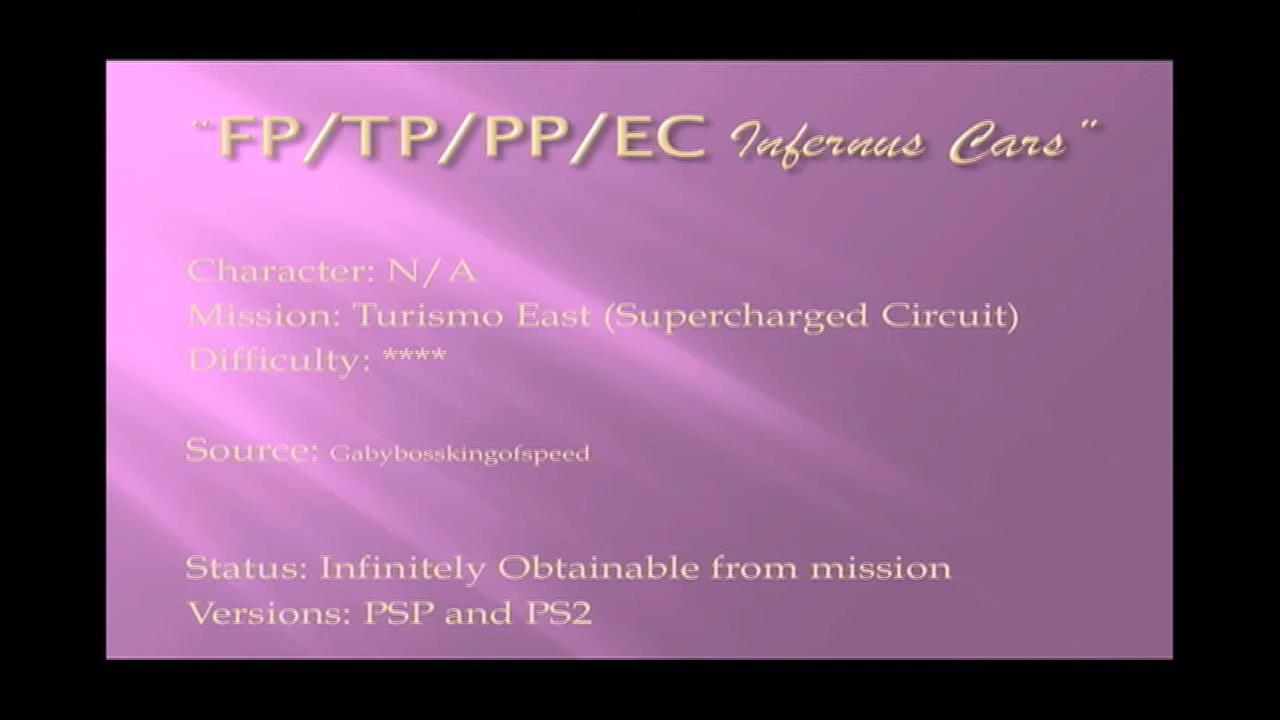 ¨FP/TP/PP/EC Infernus Cars¨
Character: N/A
Mission: Turismo East (Supercharged Circuit)
Difficulty: ****
Source: Gabybosskingofspeed
Status: Infinitely Obtainable from mission
Versions: PSP and PS2